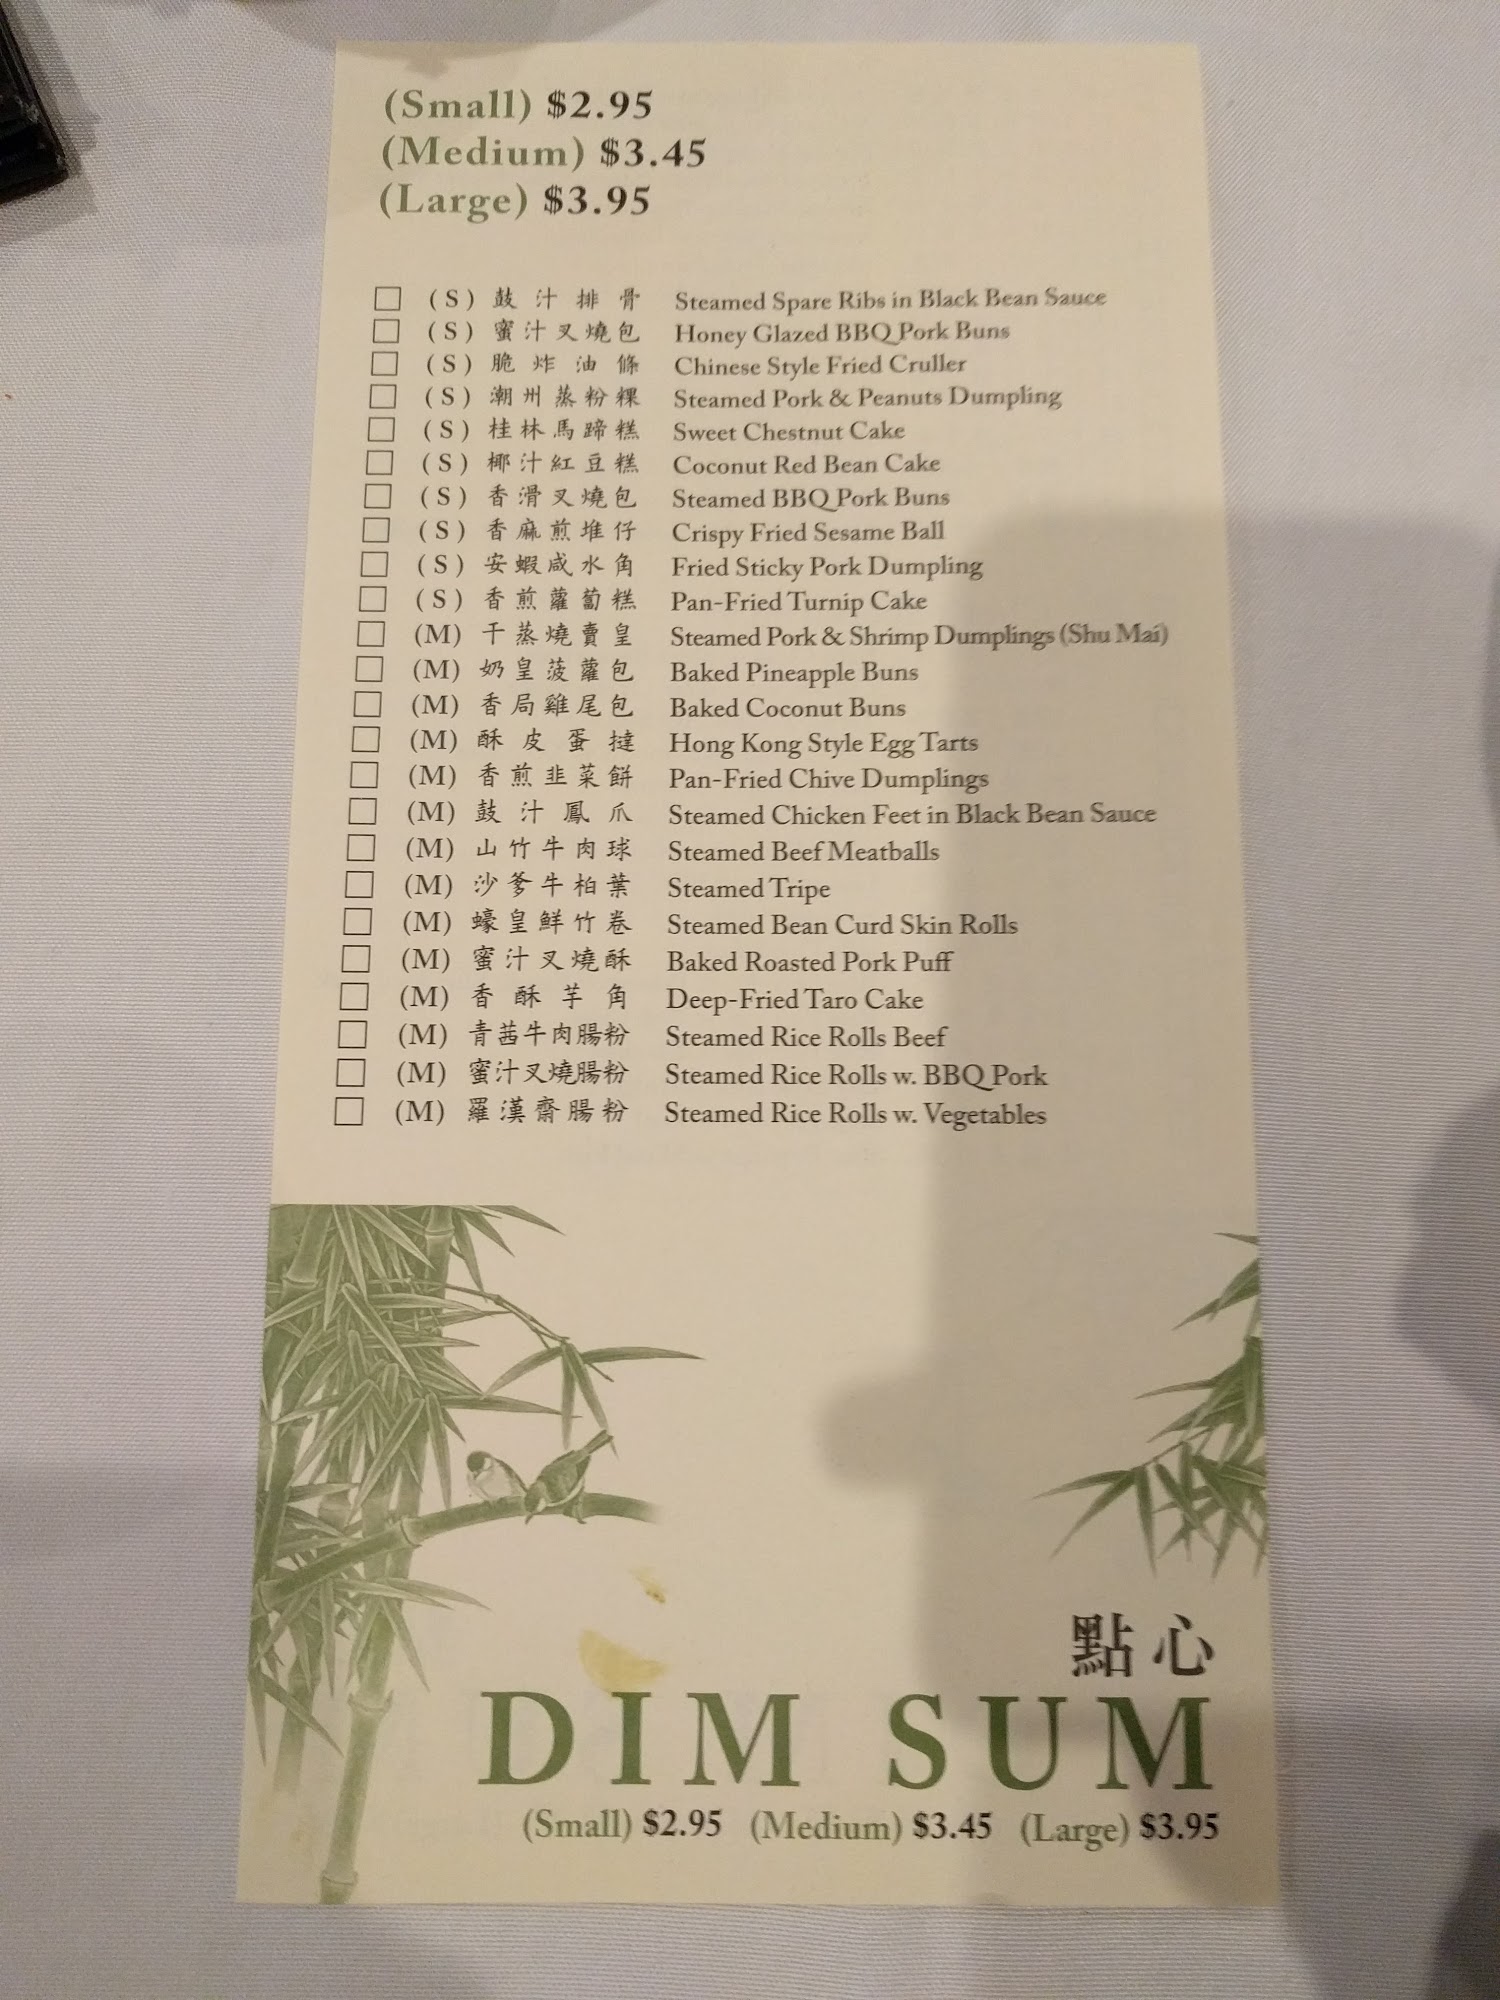 (Small) $2.95
(Medium) $3.45
(Large) $3.95
(S) 鼓汁排骨 Steamed Spare Ribs in Black Bean Sauce
(S) 蜜汁叉燒包 Honey Glazed BBQ Pork Buns
(S) 脆炸油條 Chinese Style Fried Cruller
(S) 潮州蒸粉粿 Steamed Pork & Peanuts Dumpling
(S) 桂林馬蹄糕 Sweet Chestnut Cake
(S) 椰汁紅豆糕 Coconut Red Bean Cake
(S) 香滑叉燒包 Steamed BBQ Pork Buns
(S) 香麻煎堆仔 Crispy Fried Sesame Ball
(S) 安蝦咸水角 Fried Sticky Pork Dumpling
(S) 香煎蘿蔔糕 Pan-Fried Turnip Cake
(M) 干蒸燒賣皇 Steamed Pork & Shrimp Dumplings (Shu Mai)
(M) 奶皇菠蘿包 Baked Pineapple Buns
(M) 香局雞尾包 Baked Coconut Buns
(M) 酥皮蛋撻 Hong Kong Style Egg Tarts
(M) 香煎韭菜餅 Pan-Fried Chive Dumplings
(M) 鼓汁鳳爪 Steamed Chicken Feet in Black Bean Sauce
(M) 山竹牛肉球 Steamed Beef Meatballs
(M) 沙爹牛柏葉 Steamed Tripe
(M) 蠔皇鮮竹卷 Steamed Bean Curd Skin Rolls
(M) 蜜汁叉燒酥 Baked Roasted Pork Puff
(M) 香酥芋角 Deep-Fried Taro Cake
(M) 青茜牛肉腸粉 Steamed Rice Rolls Beef
(M) 蜜汁叉燒腸粉 Steamed Rice Rolls w. BBQ Pork
(M) 羅漢齋腸粉 Steamed Rice Rolls w. Vegetables
點心
DIM SUM
(Small) $2.95 (Medium) $3.45 (Large) $3.95